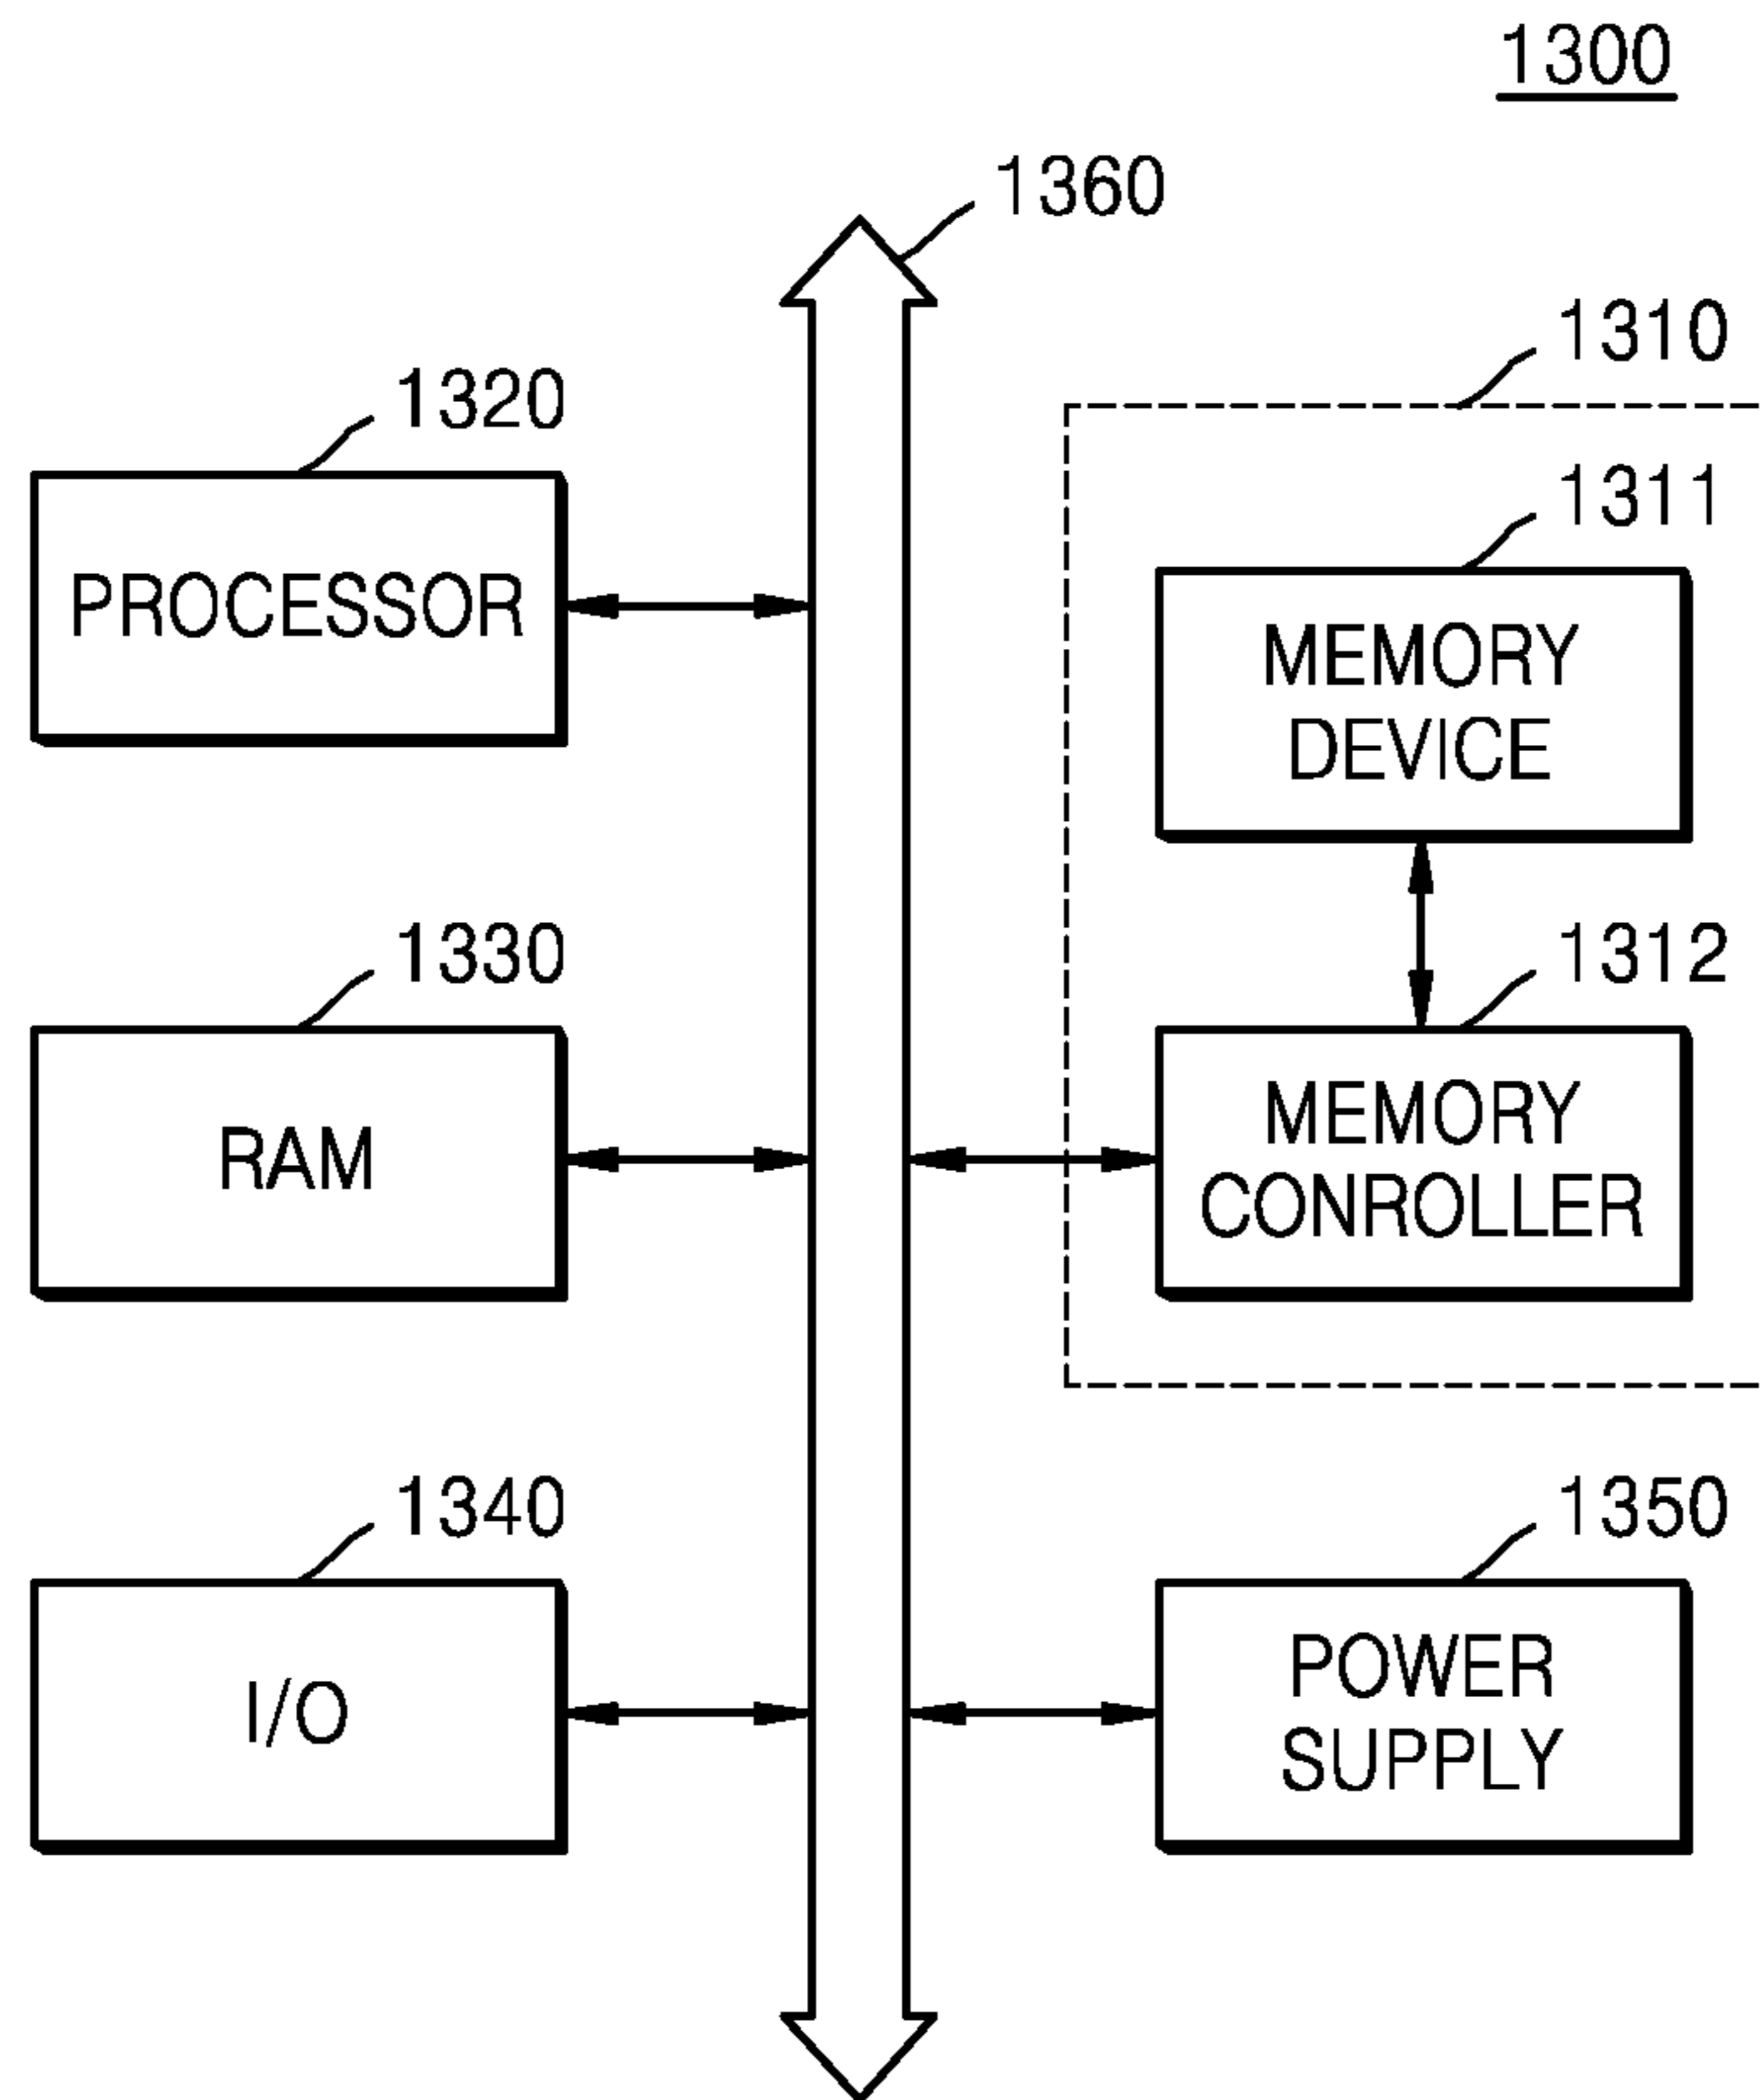 1300
1360
1310
1320
1311
PROCESSOR
MEMORY
DEVICE
1330
1312
RAM
MEMORY
CONROLLER
1340
1350
I/O
POWER
SUPPLY